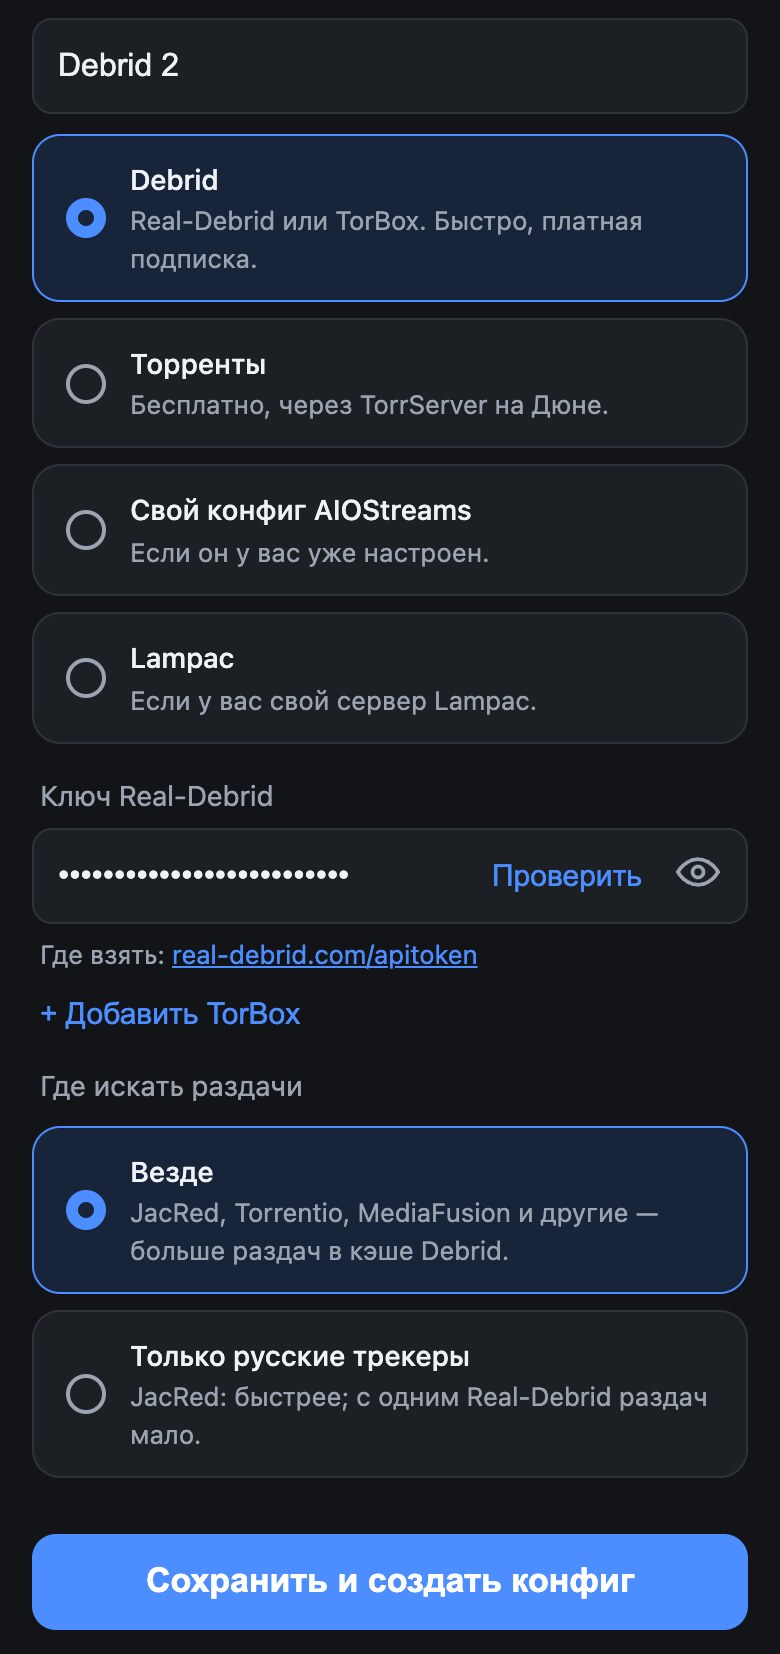 Debrid 2
Debrid
Real-Debrid или TorBox. Быстро, платная
подписка.
Торренты
Бесплатно, через TorrServer на Дюне.
Свой конфиг AIOStreams
Если он у вас уже настроен.
Lampac
Если у вас свой сервер Lampac.
Ключ Real-Debrid
••••••••••••••••••••••••••
Проверить
Где взять: real-debrid.com/apitoken
+ Добавить TorBox
Где искать раздачи
Везде
JacRed, Torrentio, MediaFusion и другие —
больше раздач в кэше Debrid.
Только русские трекеры
JacRed: быстрее; с одним Real-Debrid раздач
мало.
Сохранить и создать конфиг